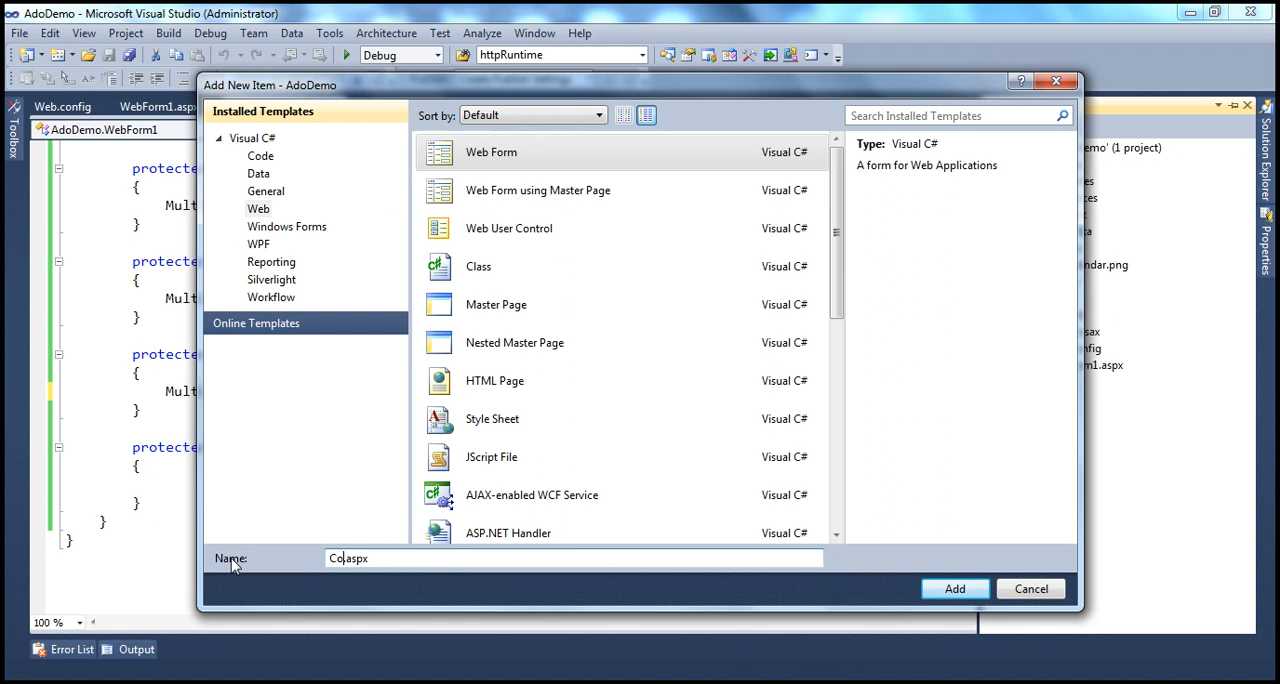 AdoDemo - Microsoft Visual Studio (Administrator)
File Edit View Project Build Debug Team Data Tools Architecture Test Analyze Window Help
Debug httpRuntime
Add New Item - AdoDemo
Web.config WebForm1.asp
AdoDemo.WebForm1
Toolbox
Solution Explorer
Properties
Installed Templates
Visual C#
Code
Data
General
Web
Windows Forms
WPF
Reporting
Silverlight
Workflow
Online Templates
Sort by: Default
Search Installed Templates
Web Form Visual C#
Web Form using Master Page Visual C#
Web User Control Visual C#
Class Visual C#
Master Page Visual C#
Nested Master Page Visual C#
HTML Page Visual C#
Style Sheet Visual C#
JScript File Visual C#
AJAX-enabled WCF Service Visual C#
ASP.NET Handler Visual C#
Type: Visual C#
A form for Web Applications
protecte
{
Mult
}
protecte
{
Mult
}
protecte
{
Mult
}
protecte
{
}
}
}
emo' (1 project)
es
ces
t
ta
endar.png
sax
nfig
m1.aspx
Name: Co.aspx
Add Cancel
100 %
Error List Output